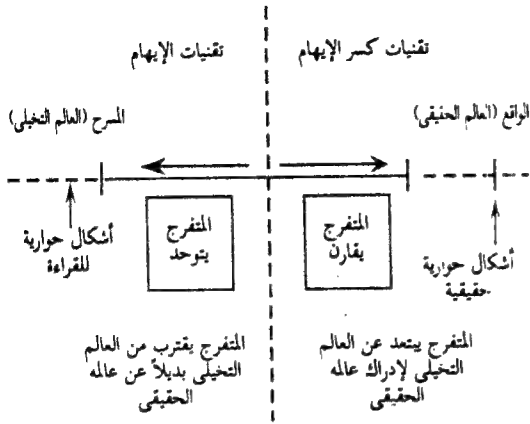 تقنيات كسر الإيهام
تقنيات الإيهام
الواقع (العالم الحقيقى)
المسرح (العالم التخيلى)
المتفرج
يقارن
المتفرج
يتوحد
أشكال حوارية
حقيقية
أشكال حوارية
للقراءة
المتفرج يبتعد عن العالم
التخيلى لإدراك عالمه
الحقيقى
المتفرج يقترب من العالم
التخيلى بديلاً عن عالمه
الحقيقى